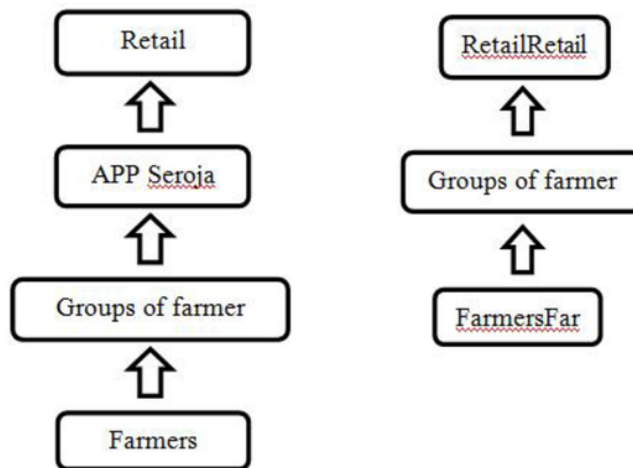 Retail
APP Seroja
Groups of farmer
Farmers
RetailRetail
Groups of farmer
FarmersFar